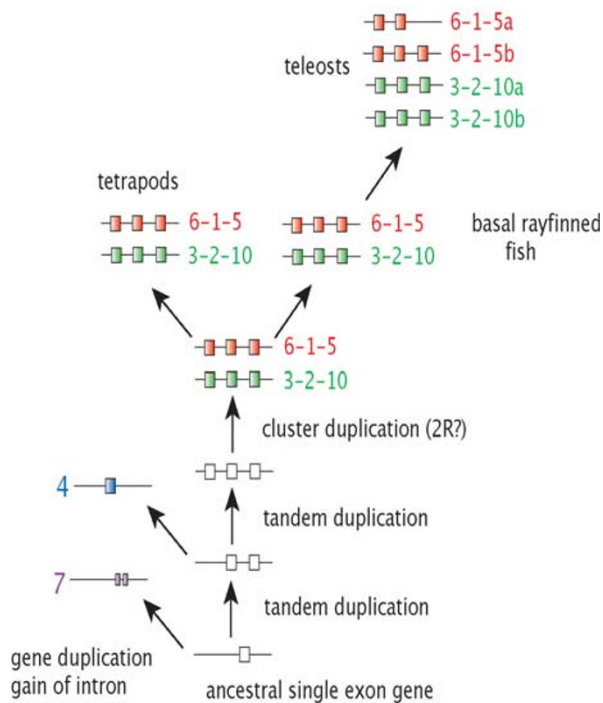 6-1-5a
6-1-5b
teleosts
3-2-10a
3-2-10b
tetrapods
6-1-5
6-1-5
basal rayfinned
fish
3-2-10
3-2-10
6-1-5
3-2-10
cluster duplication (2R?)
4
tandem duplication
7
tandem duplication
gene duplication
gain of intron
ancestral single exon gene